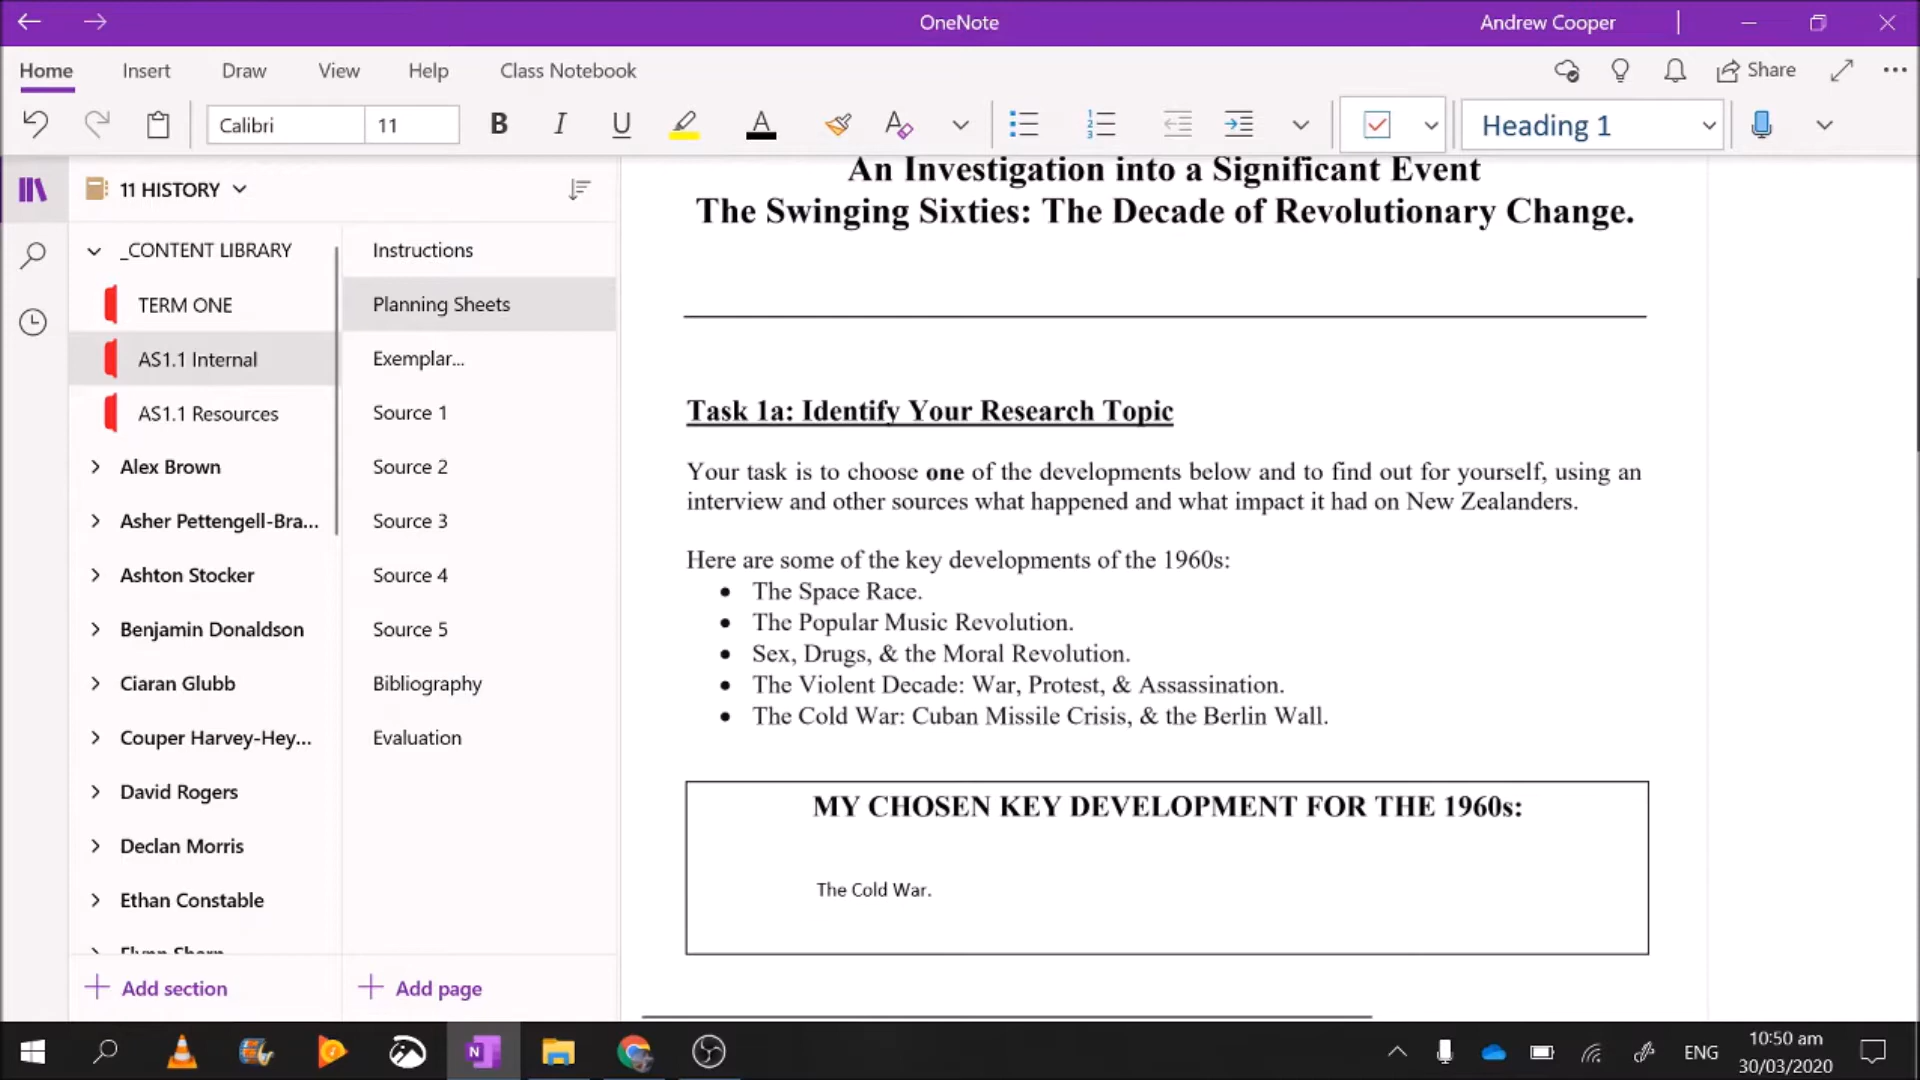 OneNote
Andrew Cooper
Home
Insert
Draw
View
Help
Class Notebook
Share
Calibri
11
B
I
U
A
A
Heading 1
11 HISTORY
_CONTENT LIBRARY
TERM ONE
AS1.1 Internal
AS1.1 Resources
Alex Brown
Asher Pettengell-Bra...
Ashton Stocker
Benjamin Donaldson
Ciaran Glubb
Couper Harvey-Hey...
David Rogers
Declan Morris
Ethan Constable
Add section
Instructions
Planning Sheets
Exemplar...
Source 1
Source 2
Source 3
Source 4
Source 5
Bibliography
Evaluation
Add page
An Investigation into a Significant Event
The Swinging Sixties: The Decade of Revolutionary Change.
Task 1a: Identify Your Research Topic
Your task is to choose one of the developments below and to find out for yourself, using an
interview and other sources what happened and what impact it had on New Zealanders.
Here are some of the key developments of the 1960s:
• The Space Race.
• The Popular Music Revolution.
• Sex, Drugs, & the Moral Revolution.
• The Violent Decade: War, Protest, & Assassination.
• The Cold War: Cuban Missile Crisis, & the Berlin Wall.
MY CHOSEN KEY DEVELOPMENT FOR THE 1960s:
The Cold War.
N
ENG
10:50 am
30/03/2020